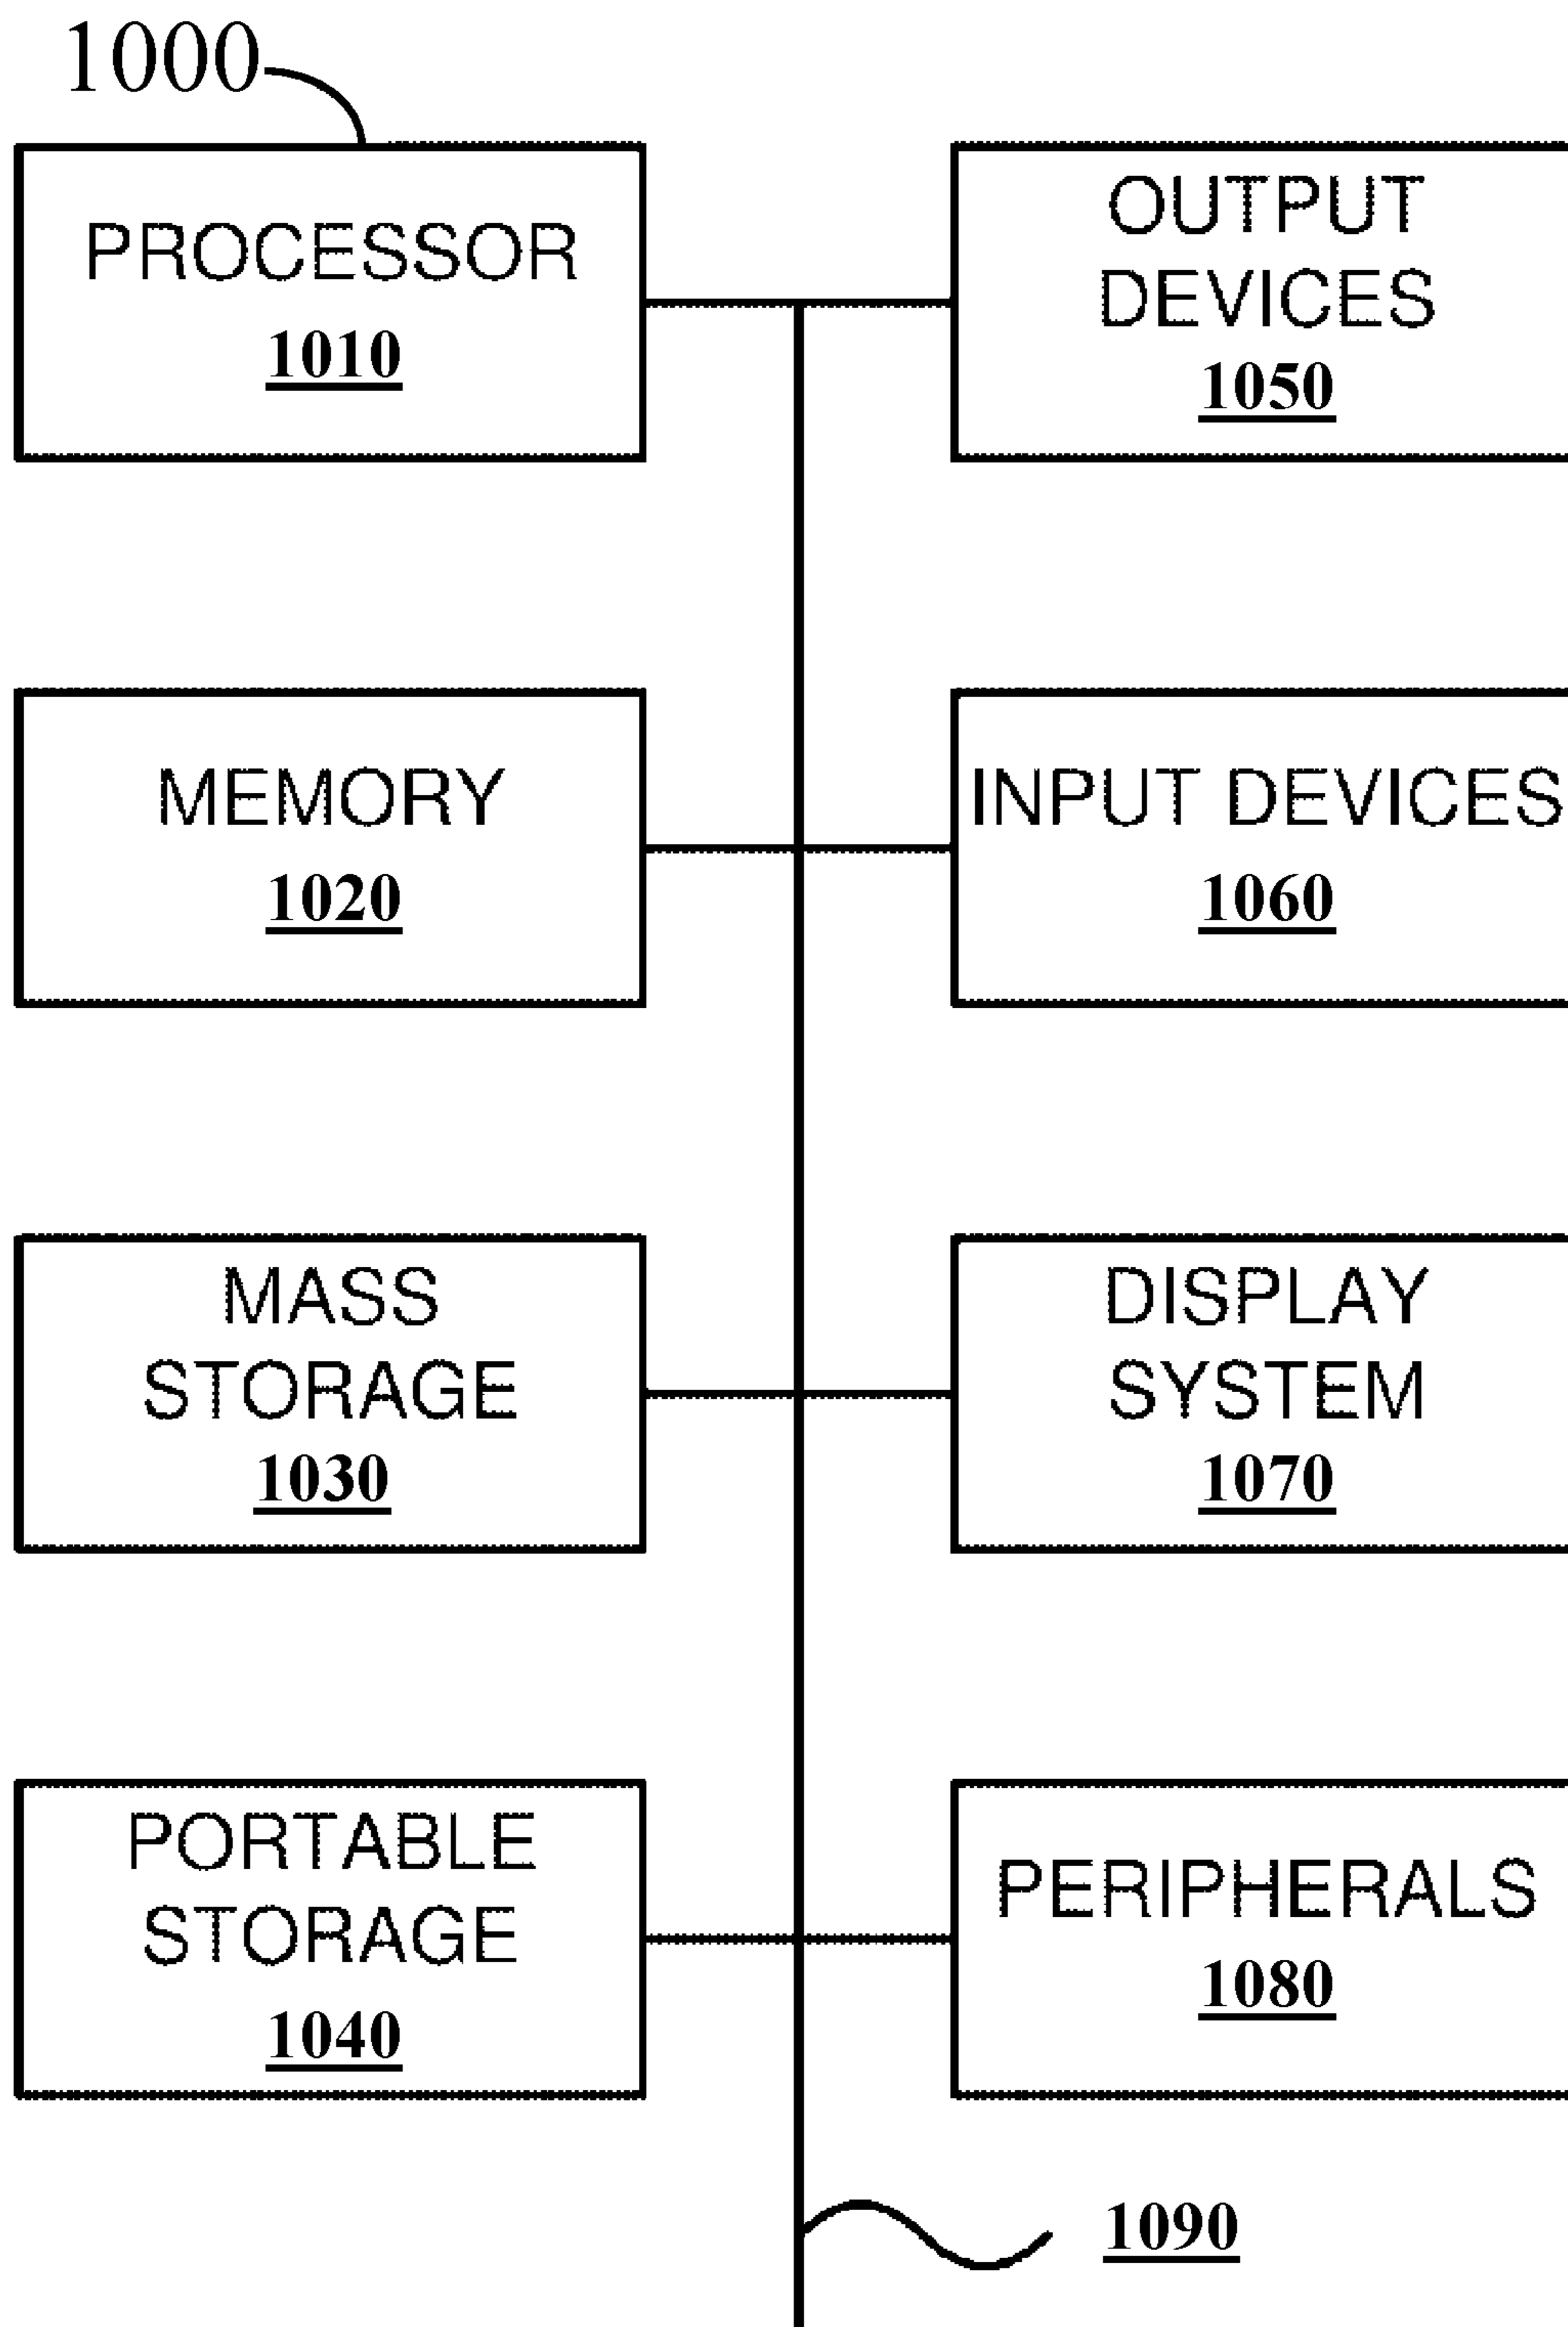 1000
PROCESSOR
1010
OUTPUT
DEVICES
1050
MEMORY
1020
INPUT DEVICES
1060
MASS
STORAGE
1030
DISPLAY
SYSTEM
1070
PORTABLE
STORAGE
1040
PERIPHERALS
1080
1090